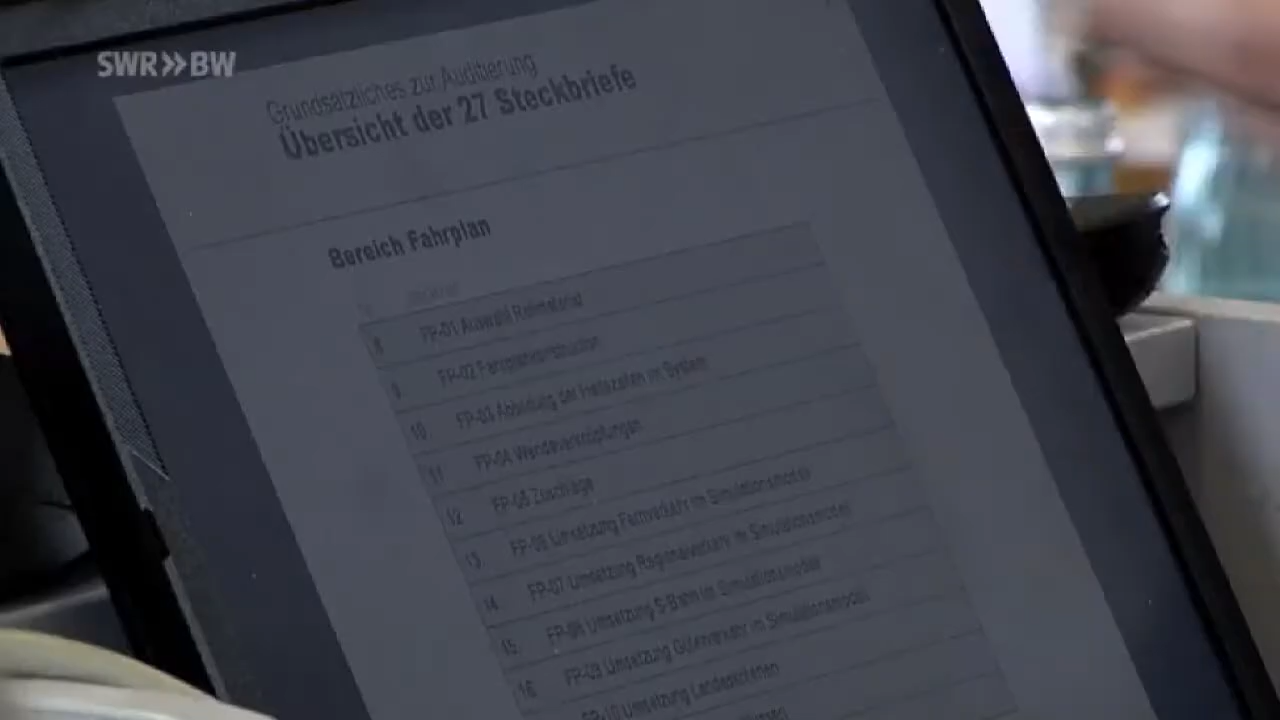 SWR»BW
Grundsätzliches zur Auditierung
Übersicht der 27 Steckbriefe
Bereich Fahrplan
8 FP-01 Auswahl
9 FP-02 Fahrplankonstruktion
10 FP-03 Abbildung der Haltezeiten im System
11 FP-04 Wendeverknüpfungen
12 FP-05 Zuschläge
13 FP-06 Umsetzung Fernverkehr im Simulationsmodell
14 FP-07 Umsetzung Regionalverkehr im Simulationsmodell
15 FP-08 Umsetzung S-Bahn im Simulationsmodell
16 FP-09 Umsetzung Güterverkehr im Simulationsmodell
FP-10 Umsetzung